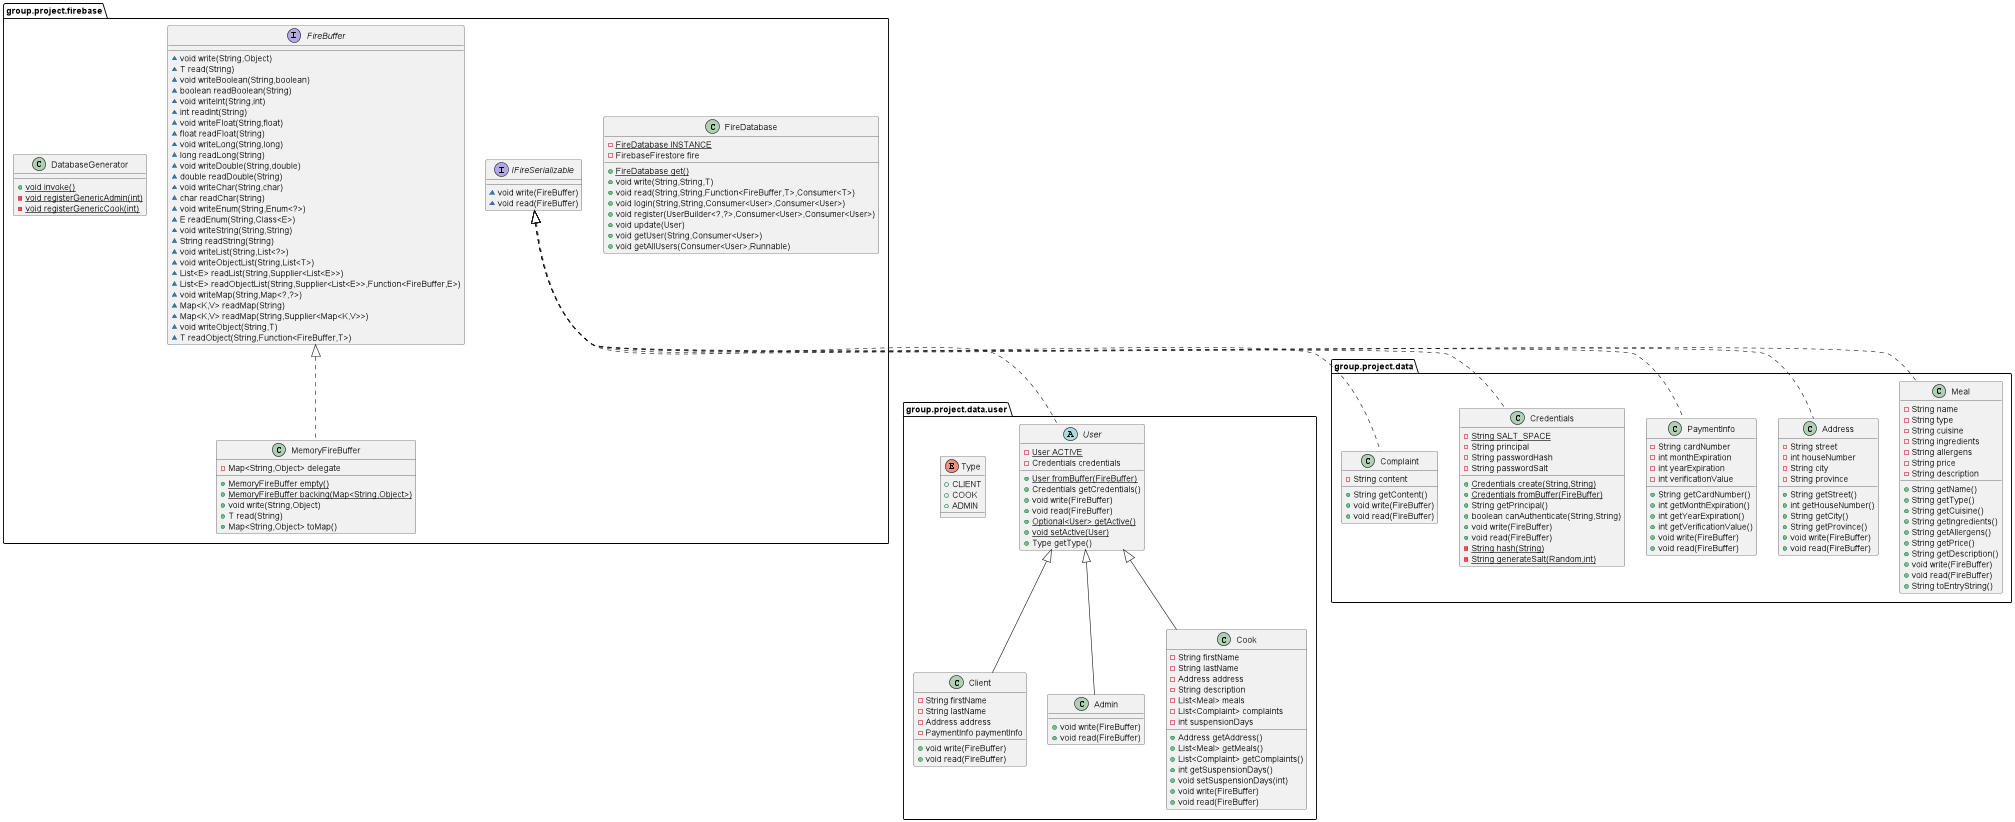 group.project.firebase
FireBuffer
void write(String,Object)
T read(String)
void writeBoolean(String,boolean)
boolean readBoolean(String)
void writeInt(String,int)
int readInt(String)
void writeFloat(String,float)
float readFloat(String)
void writeLong(String,long)
long readLong(String)
void writeDouble(String,double)
double readDouble(String)
void writeChar(String,char)
char readChar(String)
void writeEnum(String,Enum<?>)
E readEnum(String,Class<E>)
void writeString(String,String)
String readString(String)
void writeList(String,List<?>)
void writeObjectList(String,List<T>)
List<E> readList(String,Supplier<List<E>>)
List<E> readObjectList(String,Supplier<List<E>>,Function<FireBuffer,E>)
void writeMap(String,Map<?,?>)
Map<K,V> readMap(String)
Map<K,V> readMap(String,Supplier<Map<K,V>>)
void writeObject(String,T)
T readObject(String,Function<FireBuffer,T>)
DatabaseGenerator
void invoke()
void registerGenericAdmin(int)
void registerGenericCook(int)
IFireSerializable
void write(FireBuffer)
void read(FireBuffer)
FireDatabase
FireDatabase INSTANCE
FirebaseFirestore fire
FireDatabase get()
void write(String,String,T)
void read(String,String,Function<FireBuffer,T>,Consumer<T>)
void login(String,String,Consumer<User>,Consumer<User>)
void register(UserBuilder<?,?>,Consumer<User>,Consumer<User>)
void update(User)
void getUser(String,Consumer<User>)
void getAllUsers(Consumer<User>,Runnable)
MemoryFireBuffer
Map<String,Object> delegate
MemoryFireBuffer empty()
MemoryFireBuffer backing(Map<String,Object>)
void write(String,Object)
T read(String)
Map<String,Object> toMap()
group.project.data.user
Type
CLIENT
COOK
ADMIN
User
User ACTIVE
Credentials credentials
User fromBuffer(FireBuffer)
Credentials getCredentials()
void write(FireBuffer)
void read(FireBuffer)
Optional<User> getActive()
void setActive(User)
Type getType()
Client
String firstName
String lastName
Address address
PaymentInfo paymentInfo
void write(FireBuffer)
void read(FireBuffer)
Admin
void write(FireBuffer)
void read(FireBuffer)
Cook
String firstName
String lastName
Address address
String description
List<Meal> meals
List<Complaint> complaints
int suspensionDays
Address getAddress()
List<Meal> getMeals()
List<Complaint> getComplaints()
int getSuspensionDays()
void setSuspensionDays(int)
void write(FireBuffer)
void read(FireBuffer)
group.project.data
Complaint
String content
String getContent()
void write(FireBuffer)
void read(FireBuffer)
Credentials
String SALT_SPACE
String principal
String passwordHash
String passwordSalt
Credentials create(String,String)
Credentials fromBuffer(FireBuffer)
String getPrincipal()
boolean canAuthenticate(String,String)
void write(FireBuffer)
void read(FireBuffer)
String hash(String)
String generateSalt(Random,int)
PaymentInfo
String cardNumber
int monthExpiration
int yearExpiration
int verificationValue
String getCardNumber()
int getMonthExpiration()
int getYearExpiration()
int getVerificationValue()
void write(FireBuffer)
void read(FireBuffer)
Address
String street
int houseNumber
String city
String province
String getStreet()
int getHouseNumber()
String getCity()
String getProvince()
void write(FireBuffer)
void read(FireBuffer)
Meal
String name
String type
String cuisine
String ingredients
String allergens
String price
String description
String getName()
String getType()
String getCuisine()
String getIngredients()
String getAllergens()
String getPrice()
String getDescription()
void write(FireBuffer)
void read(FireBuffer)
String toEntryString()